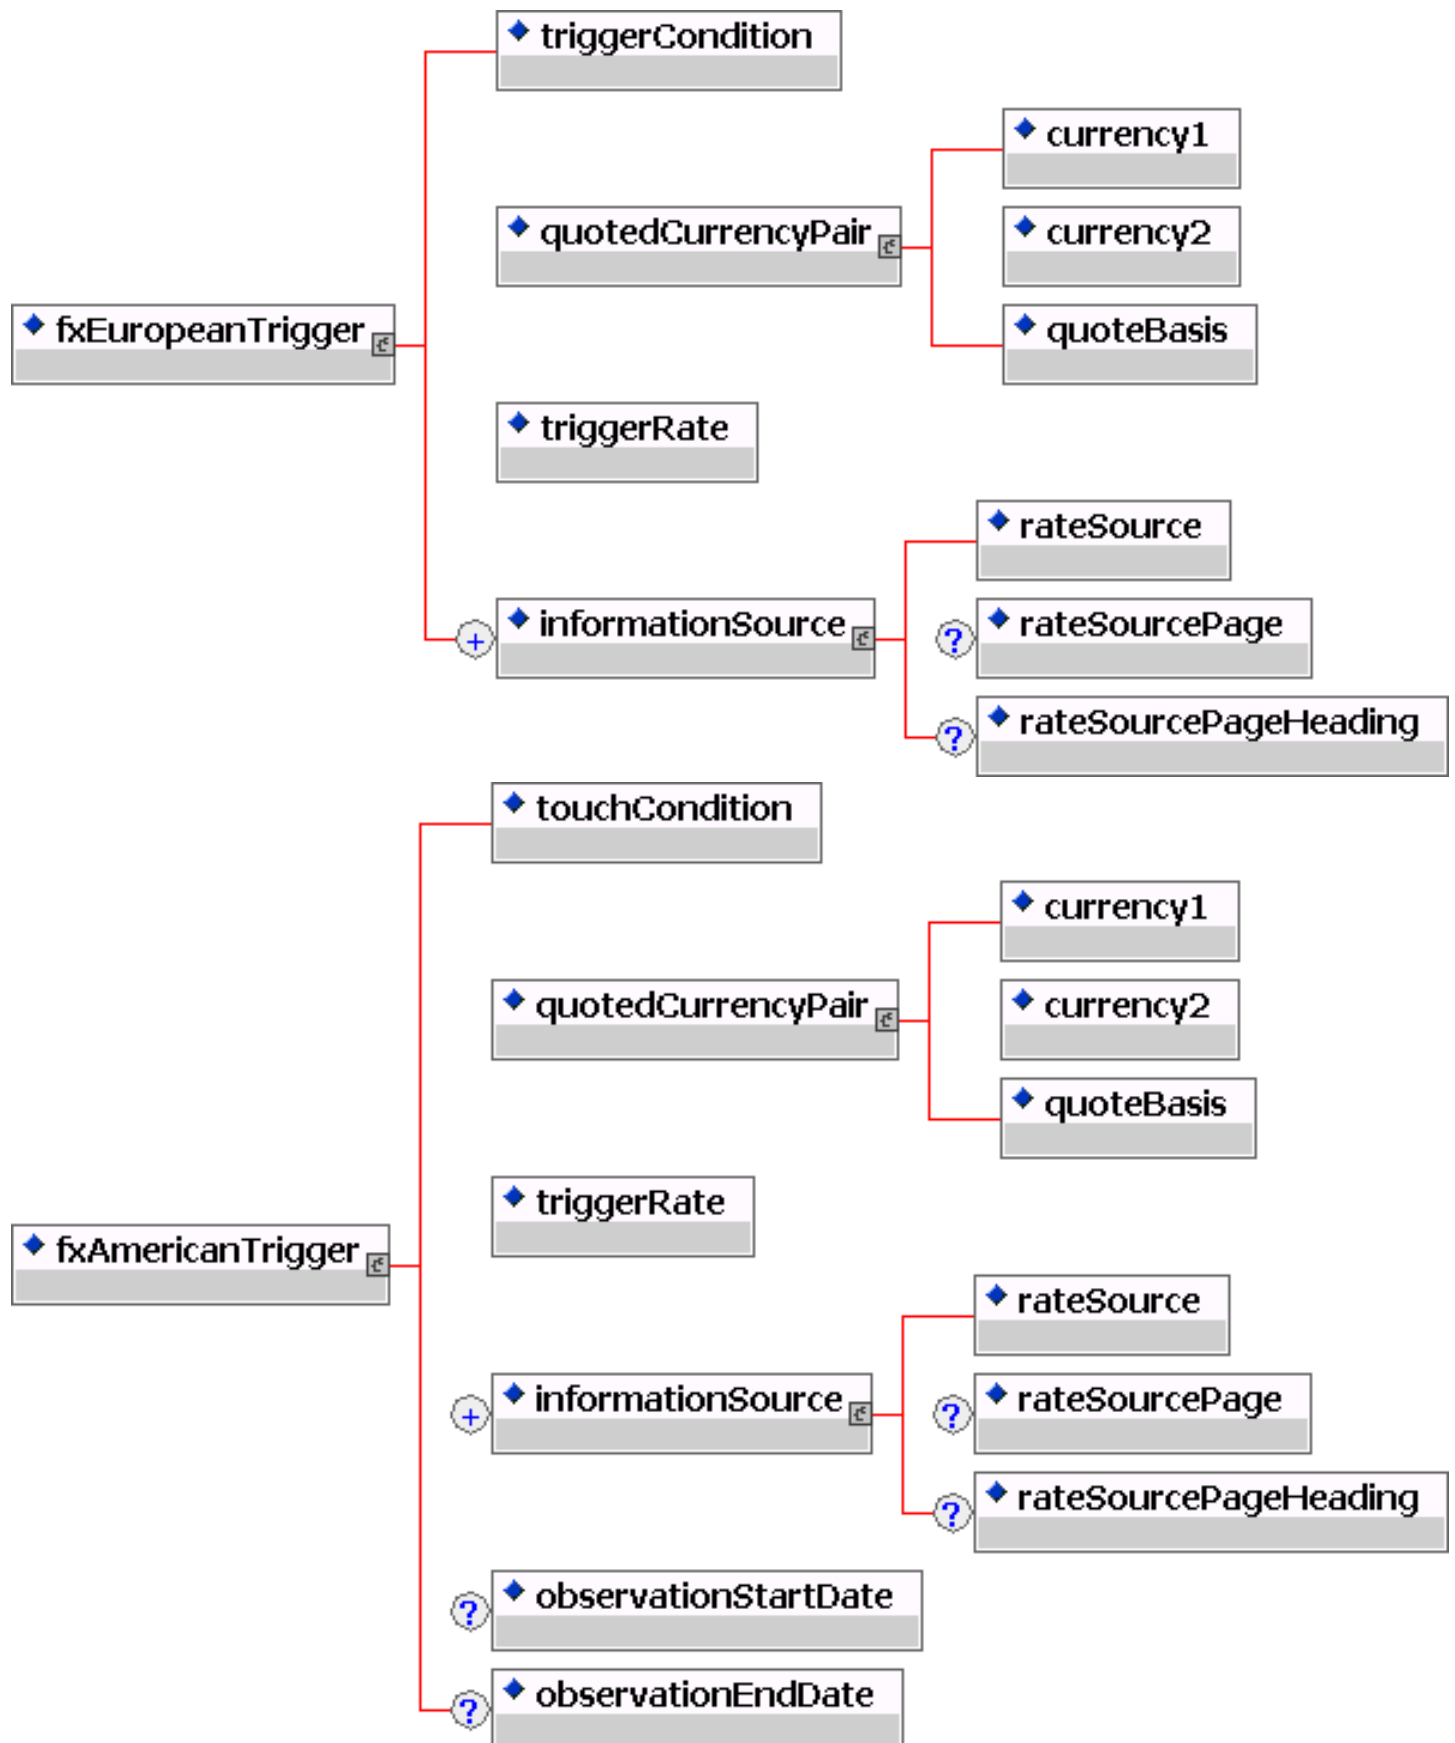 triggerCondition
currency1
quotedCurrencyPair
currency2
fxEuropeanTrigger
quoteBasis
triggerRate
rateSource
+
informationSource
?
rateSourcePage
?
rateSourcePageHeading
touchCondition
currency1
quotedCurrencyPair
currency2
quoteBasis
triggerRate
fxAmericanTrigger
rateSource
+
informationSource
?
rateSourcePage
?
rateSourcePageHeading
?
observationStartDate
?
observationEndDate